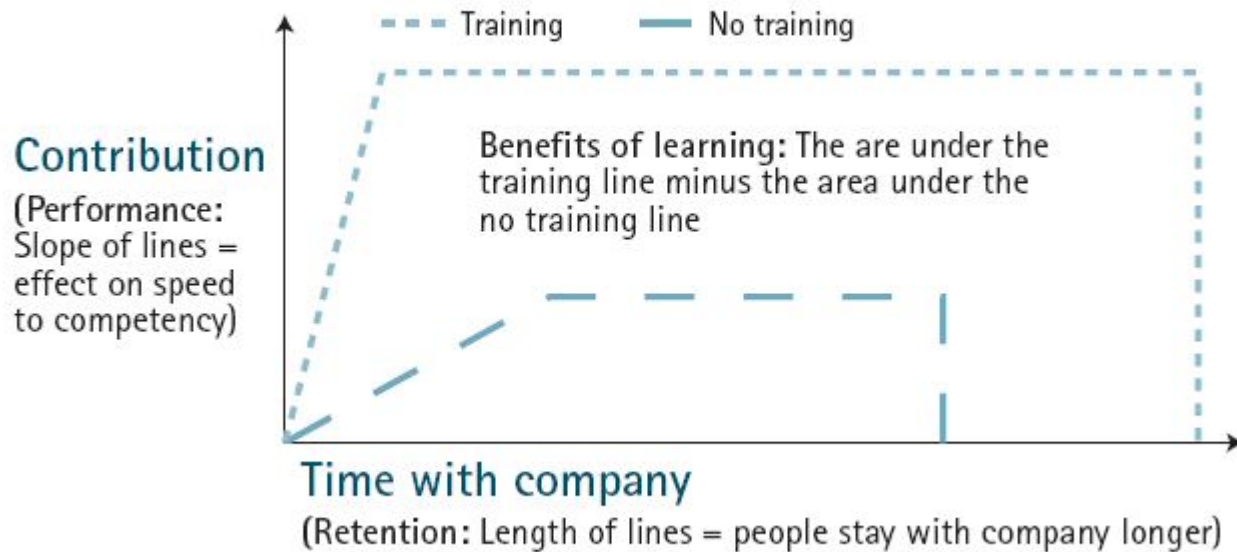 Training
No training
Contribution
(Performance:
Slope of lines =
effect on speed
to competency)
Benefits of learning: The are under the
training line minus the area under the
no training line
Time with company
(Retention: Length of lines = people stay with company longer)